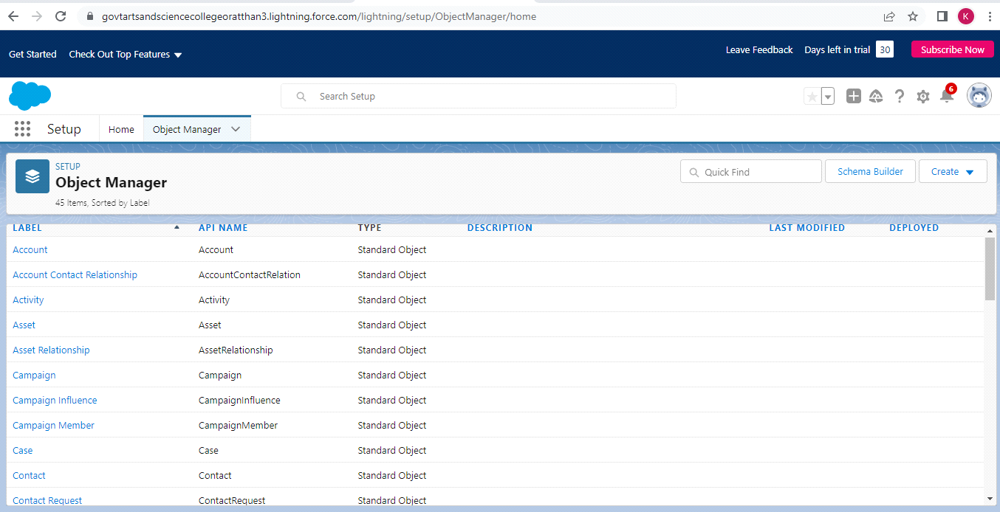 govtartsandsciencecollegeoratthan3.lightning.force.com/lightning/setup/ObjectManager/home
K
Get Started Check Out Top Features
Leave Feedback Days left in trial 30 Subscribe Now
Search Setup
6
Setup Home Object Manager
SETUP
Object Manager
45 Items, Sorted by Label
Quick Find
Schema Builder
Create
LABEL API NAME TYPE DESCRIPTION LAST MODIFIED DEPLOYED
Account Account Standard Object
Account Contact Relationship AccountContactRelation Standard Object
Activity Activity Standard Object
Asset Asset Standard Object
Asset Relationship AssetRelationship Standard Object
Campaign Campaign Standard Object
Campaign Influence CampaignInfluence Standard Object
Campaign Member CampaignMember Standard Object
Case Case Standard Object
Contact Contact Standard Object
Contact Request ContactRequest Standard Object